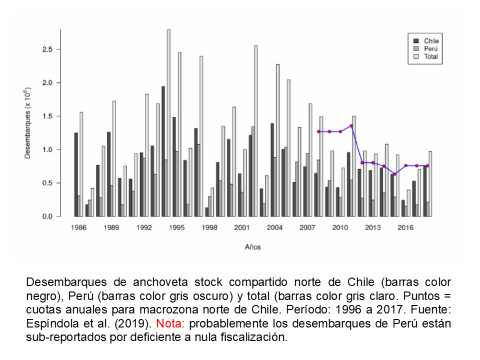 Chile
Perú
Total
Desembarques (x 10⁶)
2.5
2.0
1.5
1.0
0.5
0.0
1986 1989 1992 1995 1998 2001 2004 2007 2010 2013 2016
Años
Desembarques de anchoveta stock compartido norte de Chile (barras color
negro), Perú (barras color gris oscuro) y total (barras color gris claro. Puntos =
cuotas anuales para macrozona norte de Chile. Período: 1996 a 2017. Fuente:
Espíndola et al. (2019). Nota: probablemente los desembarques de Perú están
sub-reportados por deficiente a nula fiscalización.